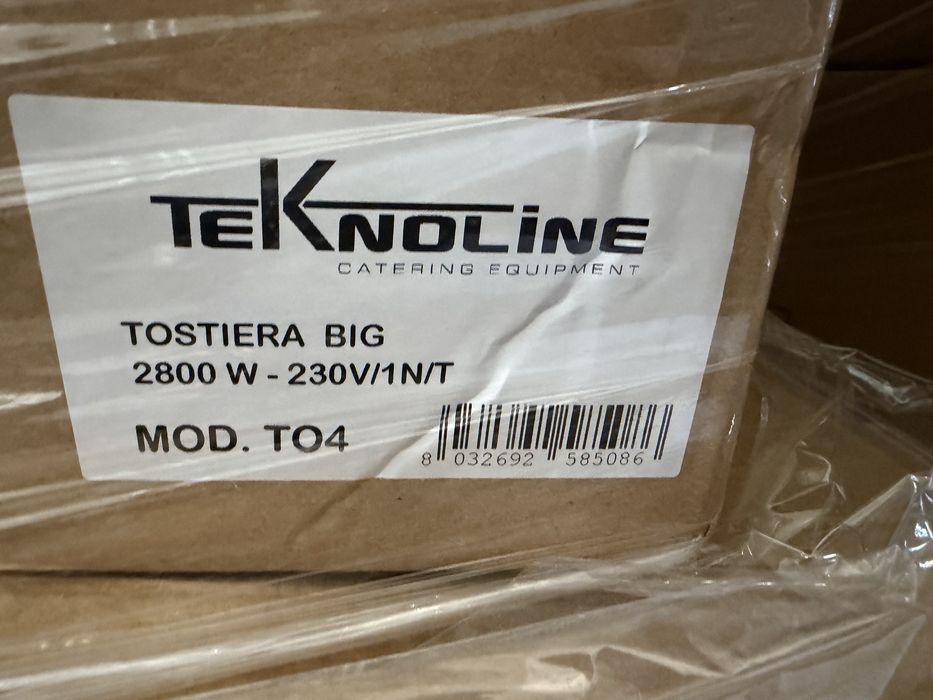 TEKNOLINE
CATERING EQUIPMENT
TOSTIERA BIG
2800 W - 230V/1N/T
MOD. TO4
8 032692 585086